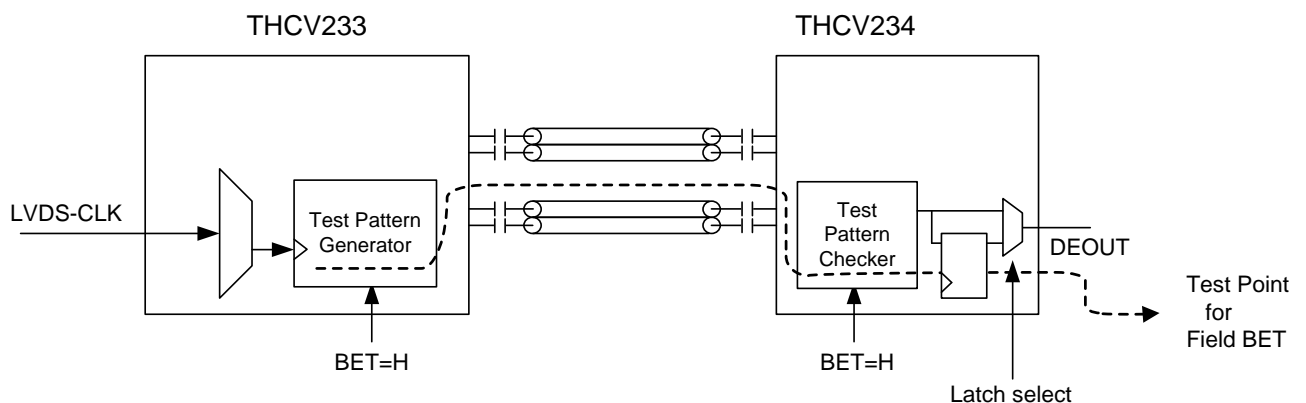 THCV233
THCV234
LVDS-CLK
Test Pattern
Generator
Test
Pattern
Checker
DEOUT
Test Point
for
Field BET
BET=H
BET=H
Latch select